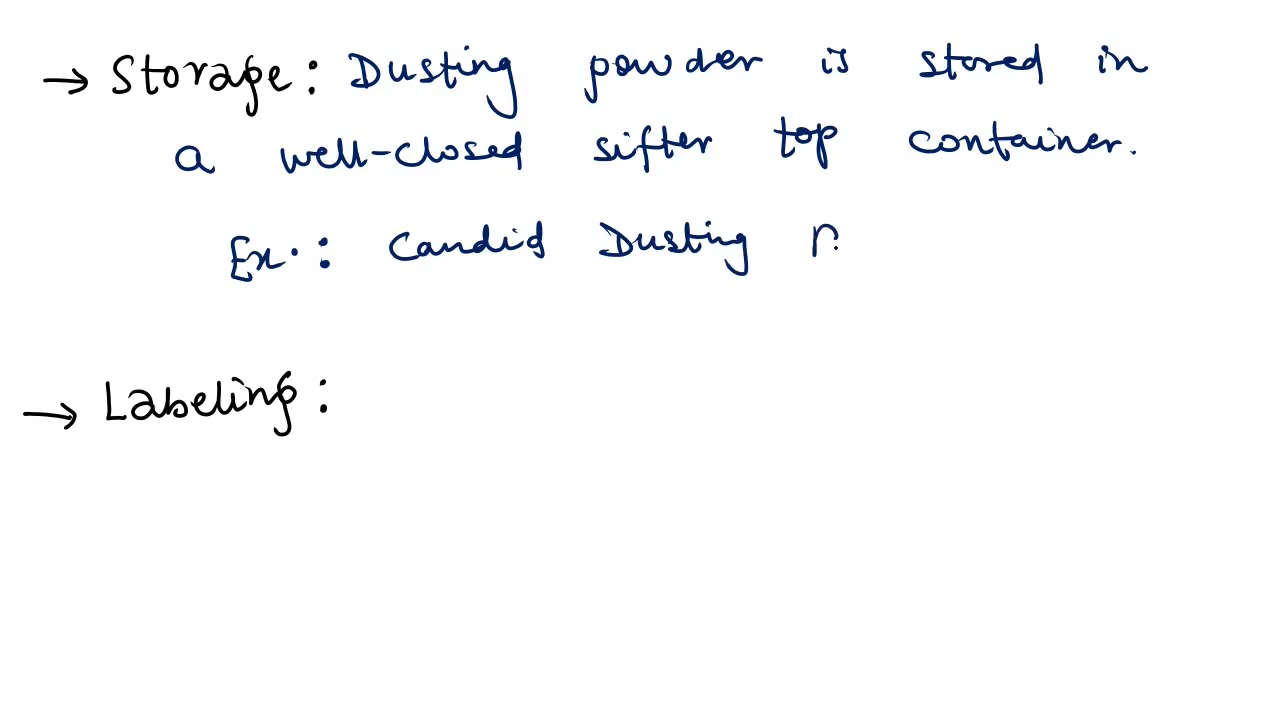 → Storage: Dusting powder is stored in
a well-closed sifter top container.
Ex.: Candid Dusting
→ Labeling: